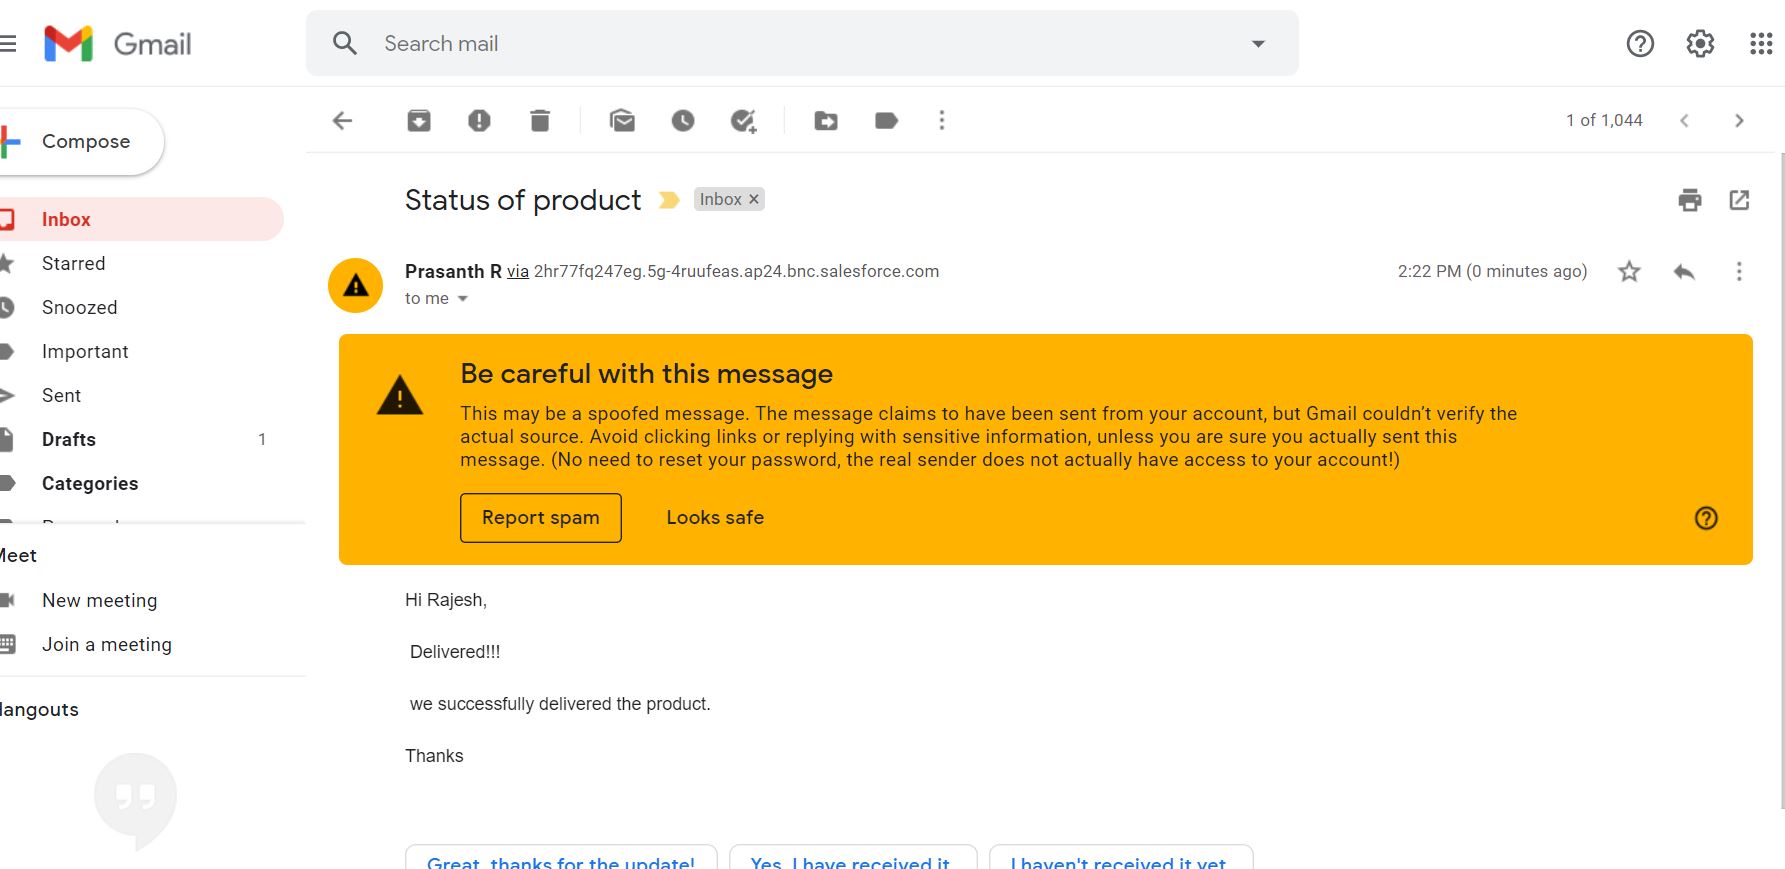 Gmail
Search mail
Compose
1 of 1,044
Inbox
Starred
Snoozed
Important
Sent
Drafts 1
Categories
Meet
New meeting
Join a meeting
Hangouts
Status of product Inbox ×
Prasanth R via 2hr77fq247eg.5g-4ruufeas.ap24.bnc.salesforce.com 2:22 PM (0 minutes ago)
to me
Be careful with this message
This may be a spoofed message. The message claims to have been sent from your account, but Gmail couldn’t verify the
actual source. Avoid clicking links or replying with sensitive information, unless you are sure you actually sent this
message. (No need to reset your password, the real sender does not actually have access to your account!)
Report spam Looks safe
Hi Rajesh,
Delivered!!!
we successfully delivered the product.
Thanks
Great, thanks for the update! Yes, I have received it. I haven't received it yet.